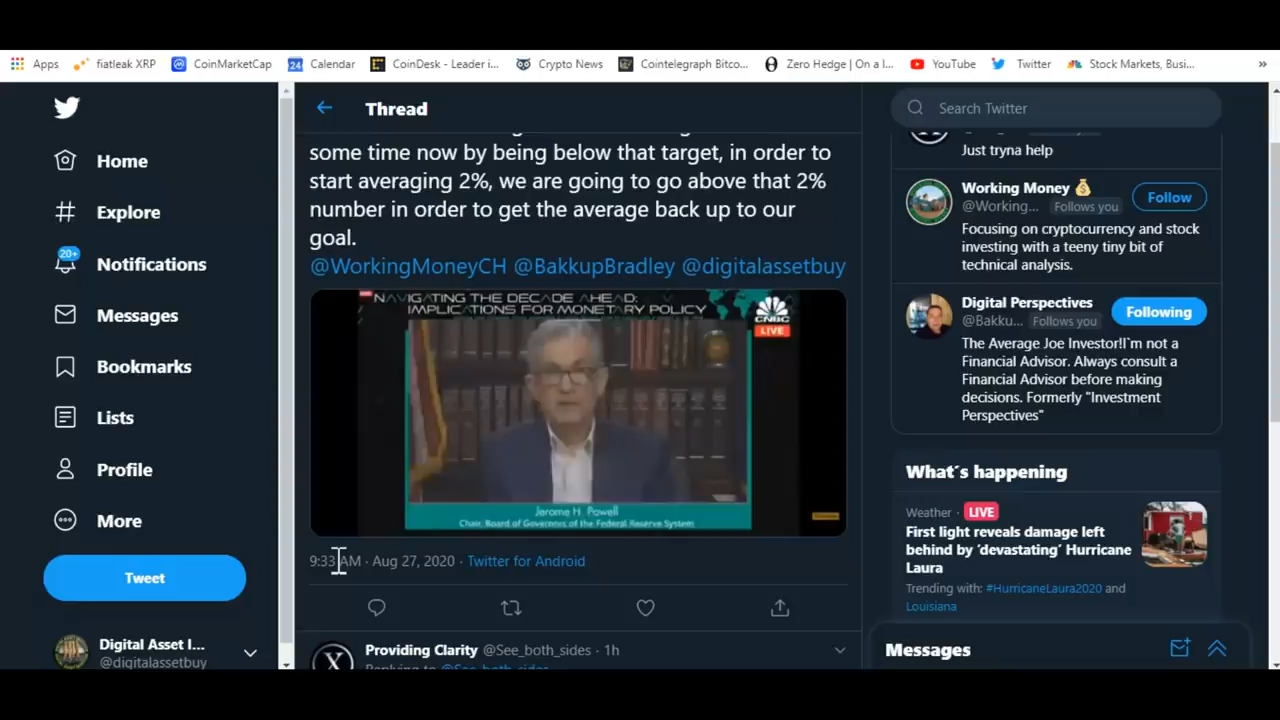 Apps
fiatleak XRP
CoinMarketCap
24
Calendar
CoinDesk - Leader i...
Crypto News
Cointelegraph Bitco...
Zero Hedge | On a l...
YouTube
Twitter
Stock Markets, Busi...
»
Home
Explore
20+
Notifications
Messages
Bookmarks
Lists
Profile
More
Tweet
Digital Asset I...
@digitalassetbuy
Thread
some time now by being below that target, in order to
start averaging 2%, we are going to go above that 2%
number in order to get the average back up to our
goal.
@WorkingMoneyCH @BakkupBradley @digitalassetbuy
NAVIGATING THE DECADE AHEAD:
IMPLICATIONS FOR MONETARY POLICY
CNBC
LIVE
Jerome H. Powell
Chair, Board of Governors of the Federal Reserve System
9:33 AM · Aug 27, 2020 · Twitter for Android
Providing Clarity @See_both_sides · 1h
Replying to @See_both_sides
Search Twitter
Just tryna help
Working Money 💰
@Working... Follows you
Follow
Focusing on cryptocurrency and stock
investing with a teeny tiny bit of
technical analysis.
Digital Perspectives
@Bakku... Follows you
Following
The Average Joe Investor!I`m not a
Financial Advisor. Always consult a
Financial Advisor before making
decisions. Formerly "Investment
Perspectives"
What's happening
Weather · LIVE
First light reveals damage left
behind by 'devastating' Hurricane
Laura
Trending with: #HurricaneLaura2020 and
Louisiana
Messages